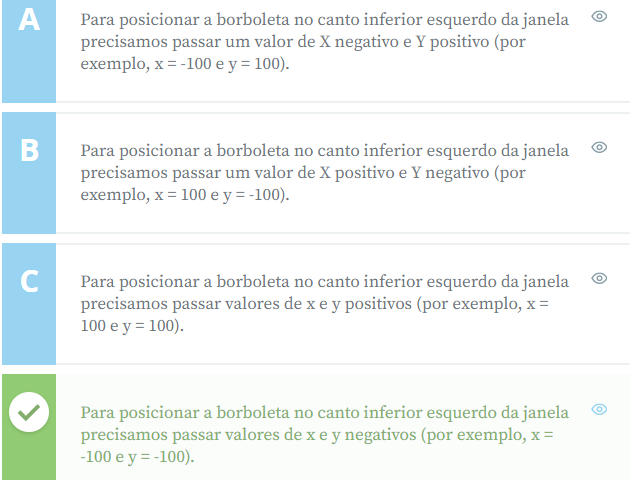 A
Para posicionar a borboleta no canto inferior esquerdo da janela
precisamos passar um valor de X negativo e Y positivo (por
exemplo, x = -100 e y = 100).
B
Para posicionar a borboleta no canto inferior esquerdo da janela
precisamos passar um valor de X positivo e Y negativo (por
exemplo, x = 100 e y = -100).
C
Para posicionar a borboleta no canto inferior esquerdo da janela
precisamos passar valores de x e y positivos (por exemplo, x =
100 e y = 100).
Para posicionar a borboleta no canto inferior esquerdo da janela
precisamos passar valores de x e y negativos (por exemplo, x =
-100 e y = -100).